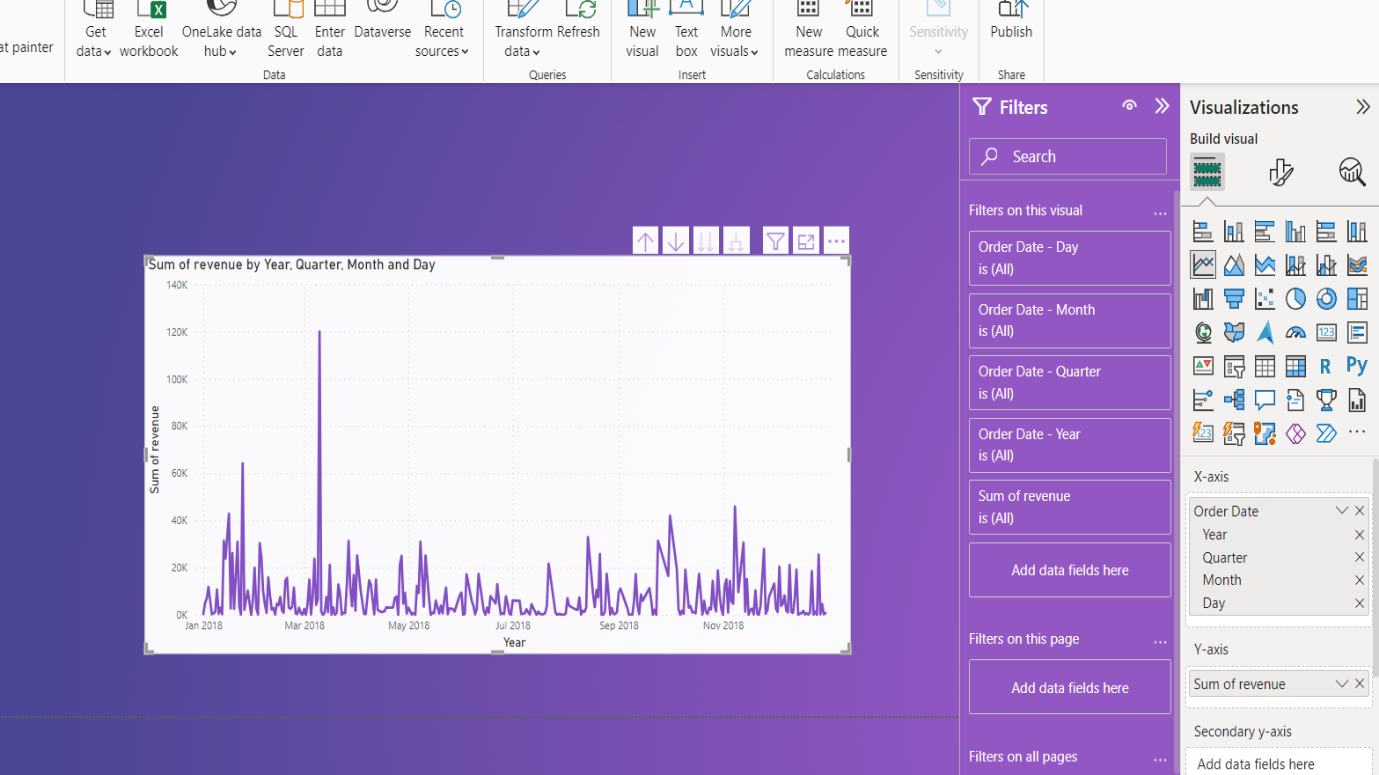 at painter
Get data
Excel workbook
OneLake data hub
SQL Server
Enter data
Dataverse
Recent sources
Data
Transform data
Refresh
Queries
New visual
Text box
More visuals
Insert
New measure
Quick measure
Calculations
Sensitivity
Sensitivity
Publish
Share
Sum of revenue by Year, Quarter, Month and Day
Sum of revenue
140K
120K
100K
80K
60K
40K
20K
0K
Jan 2018
Mar 2018
May 2018
Jul 2018
Sep 2018
Nov 2018
Year
Filters
Search
Filters on this visual
...
Order Date - Day
is (All)
Order Date - Month
is (All)
Order Date - Quarter
is (All)
Order Date - Year
is (All)
Sum of revenue
is (All)
Add data fields here
Filters on this page
...
Add data fields here
Filters on all pages
...
Visualizations
Build visual
123
R
Py
123
...
X-axis
Order Date
Year
Quarter
Month
Day
Y-axis
Sum of revenue
Secondary y-axis
Add data fields here